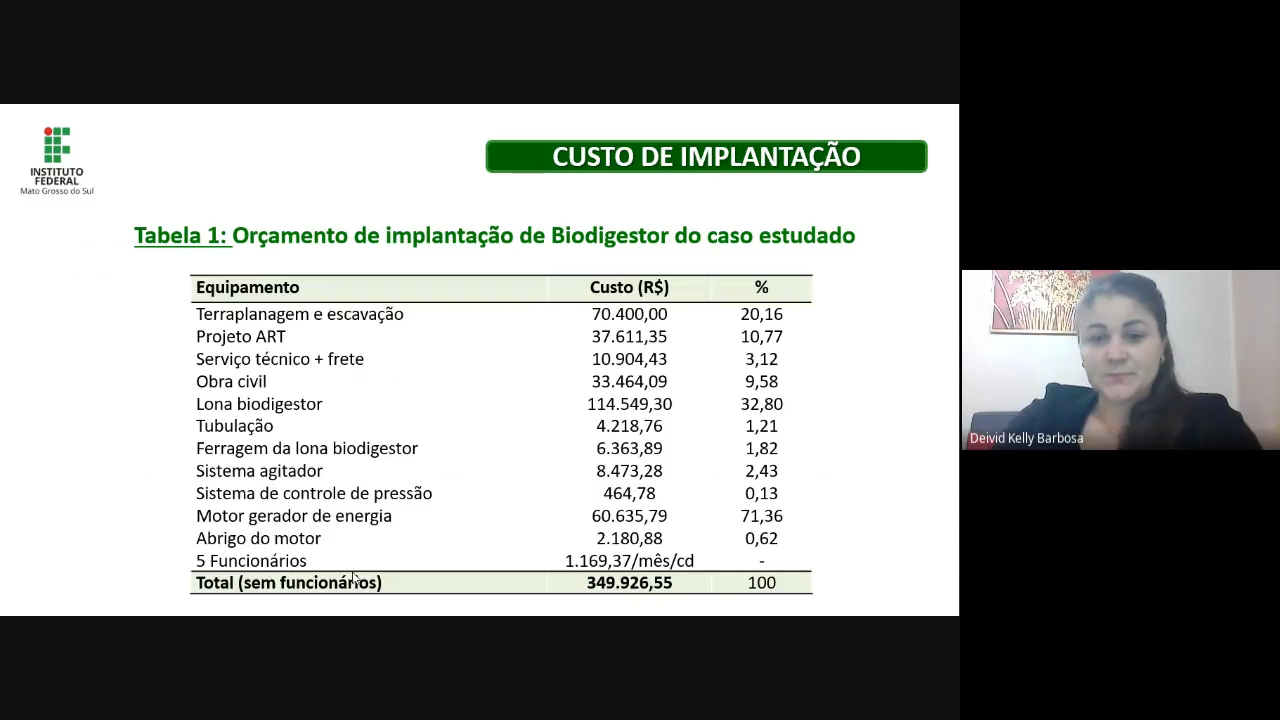 INSTITUTO
FEDERAL
Mato Grosso do Sul
CUSTO DE IMPLANTAÇÃO
Tabela 1: Orçamento de implantação de Biodigestor do caso estudado
Equipamento Custo (R$) %
Terraplanagem e escavação 70.400,00 20,16
Projeto ART 37.611,35 10,77
Serviço técnico + frete 10.904,43 3,12
Obra civil 33.464,09 9,58
Lona biodigestor 114.549,30 32,80
Tubulação 4.218,76 1,21
Ferragem da lona biodigestor 6.363,89 1,82
Sistema agitador 8.473,28 2,43
Sistema de controle de pressão 464,78 0,13
Motor gerador de energia 60.635,79 71,36
Abrigo do motor 2.180,88 0,62
5 Funcionários 1.169,37/mês/cd -
Total (sem funcionários) 349.926,55 100
Deivid Kelly Barbosa